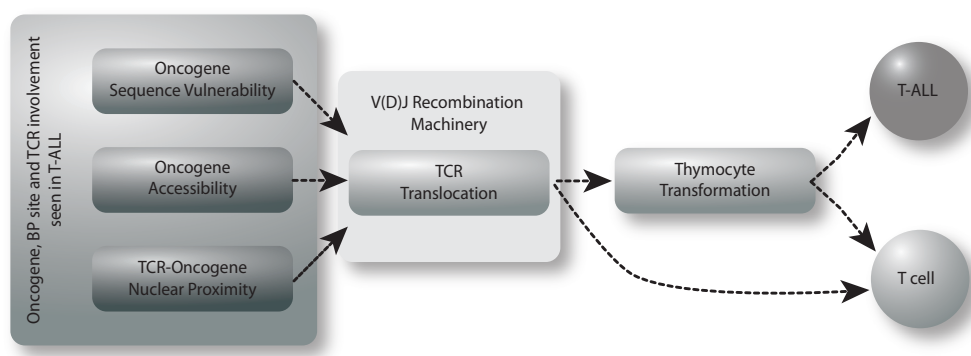 Oncogene, BP site and TCR involvement
seen in T-ALL
Oncogene
Sequence Vulnerability
Oncogene
Accessibility
TCR-Oncogene
Nuclear Proximity
V(D)J Recombination
Machinery
TCR
Translocation
Thymocyte
Transformation
T-ALL
T cell